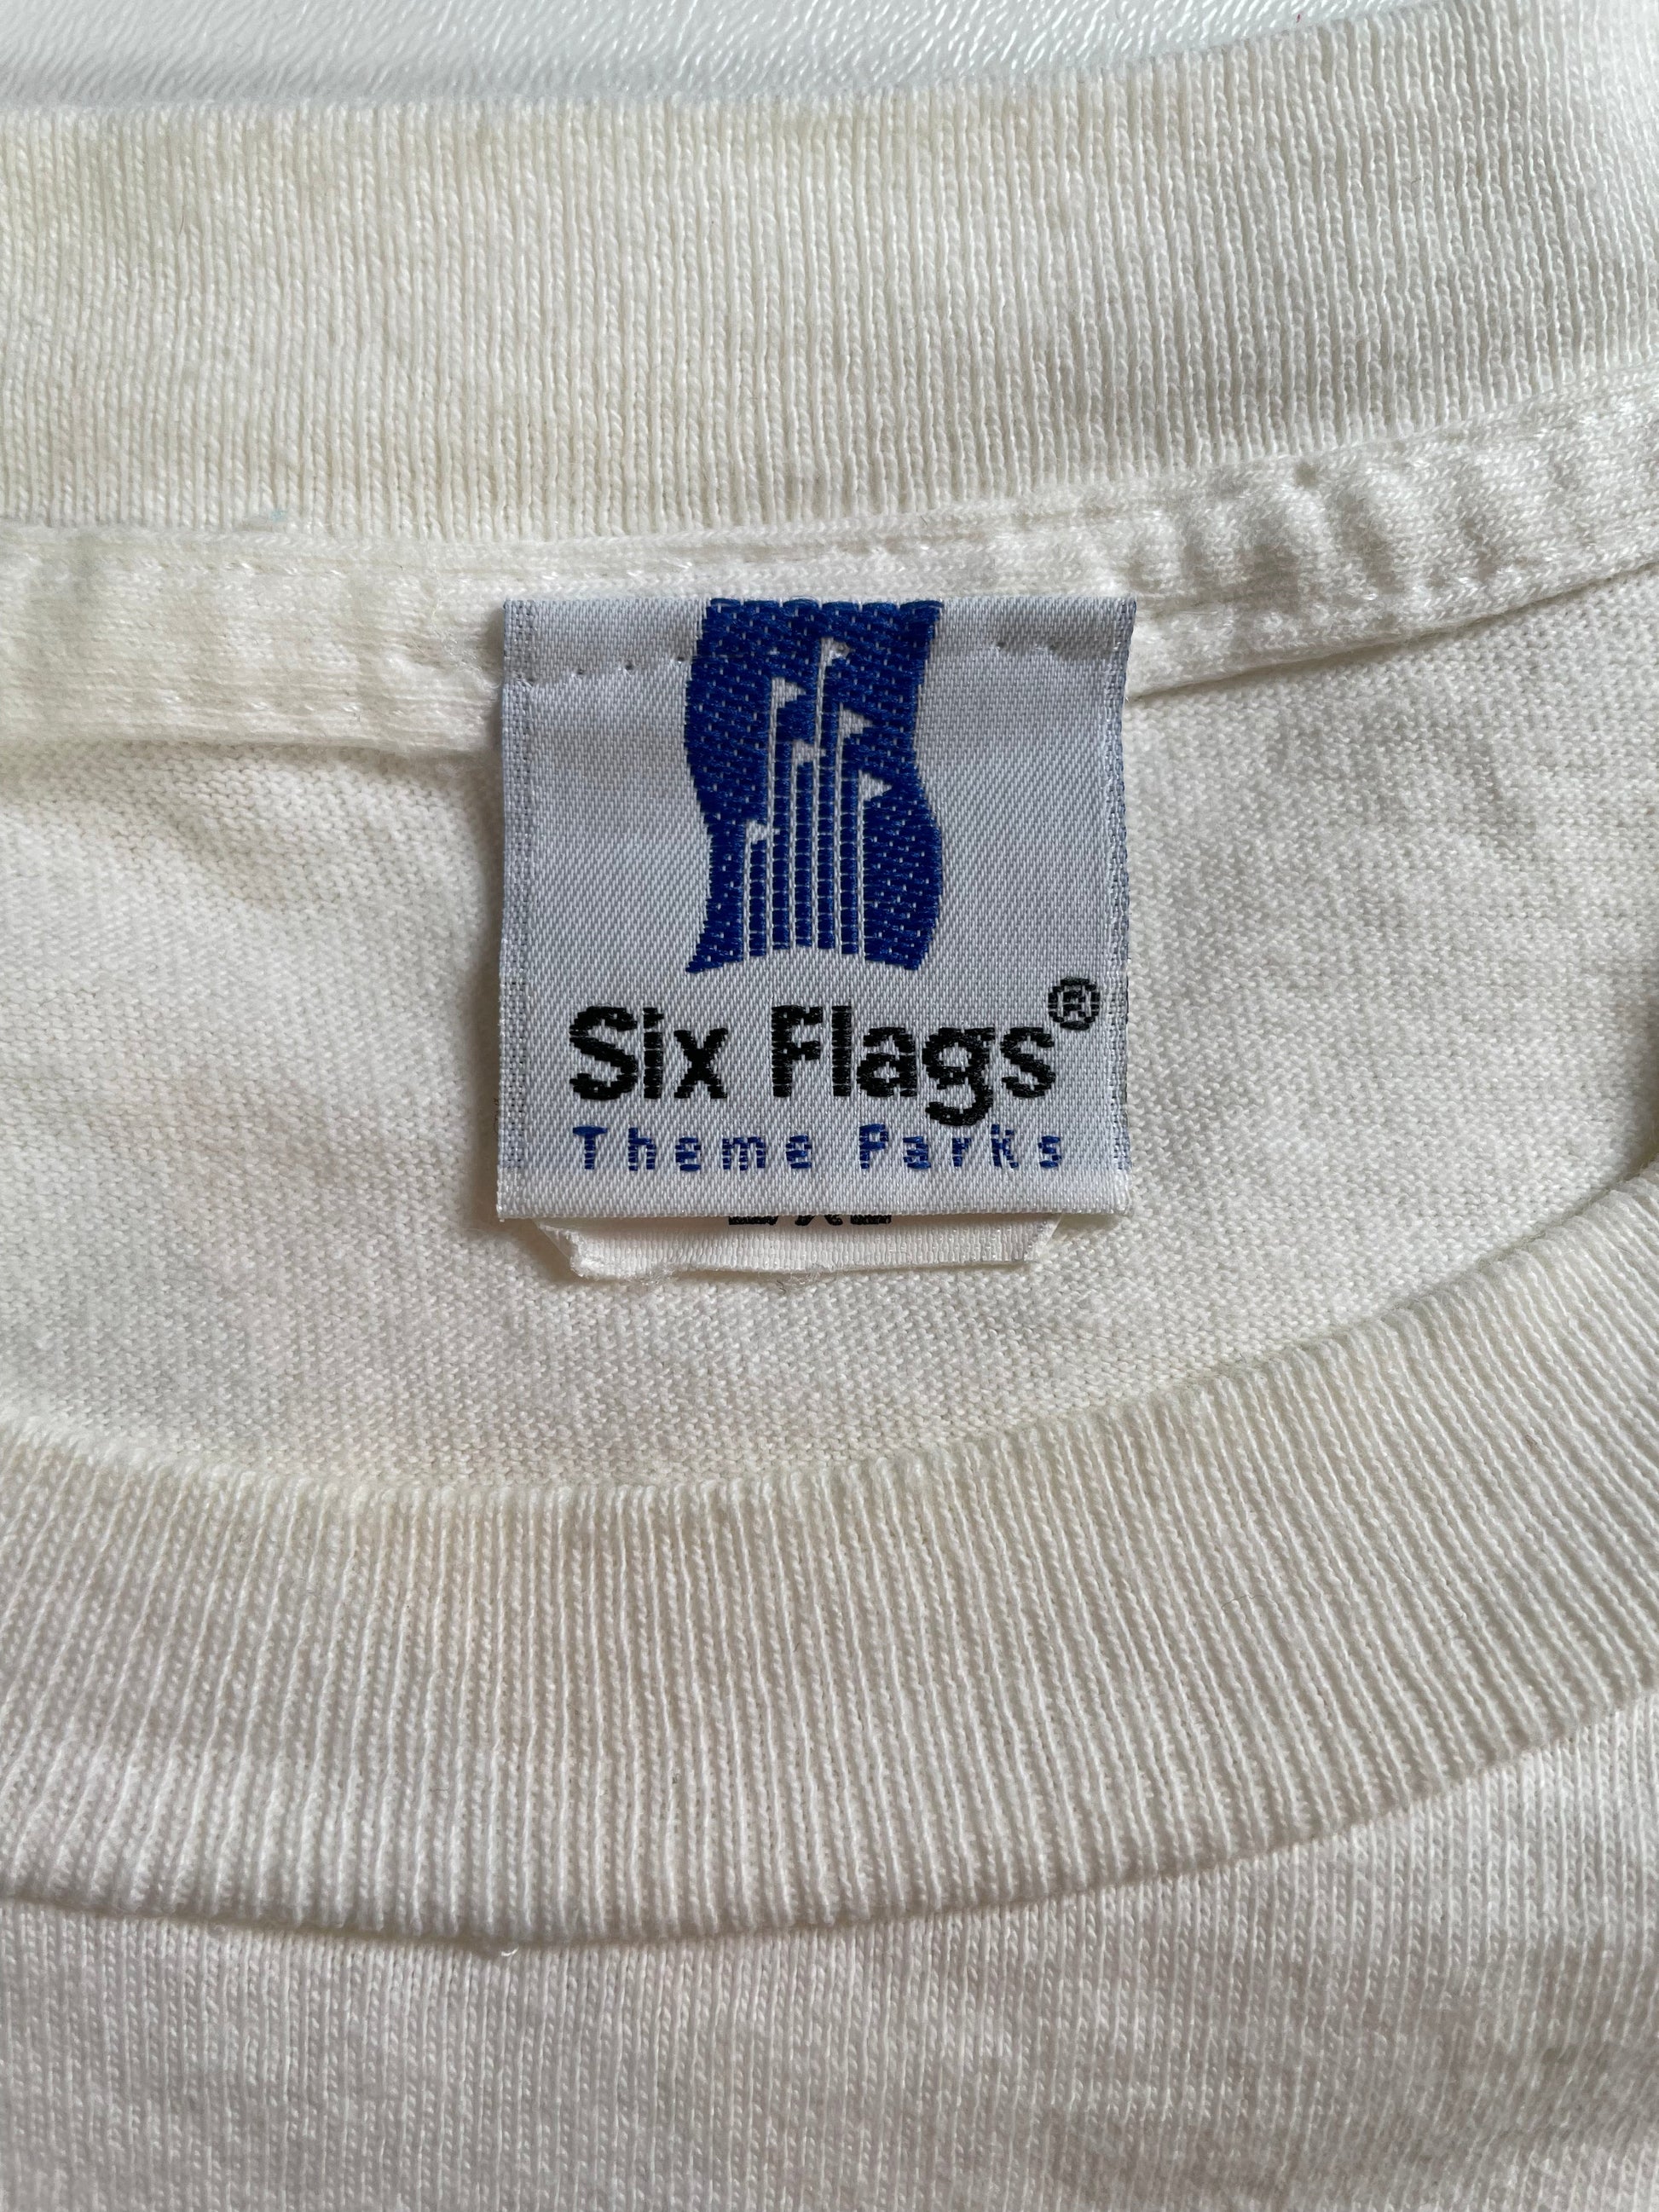 Six Flags®
Theme Parks